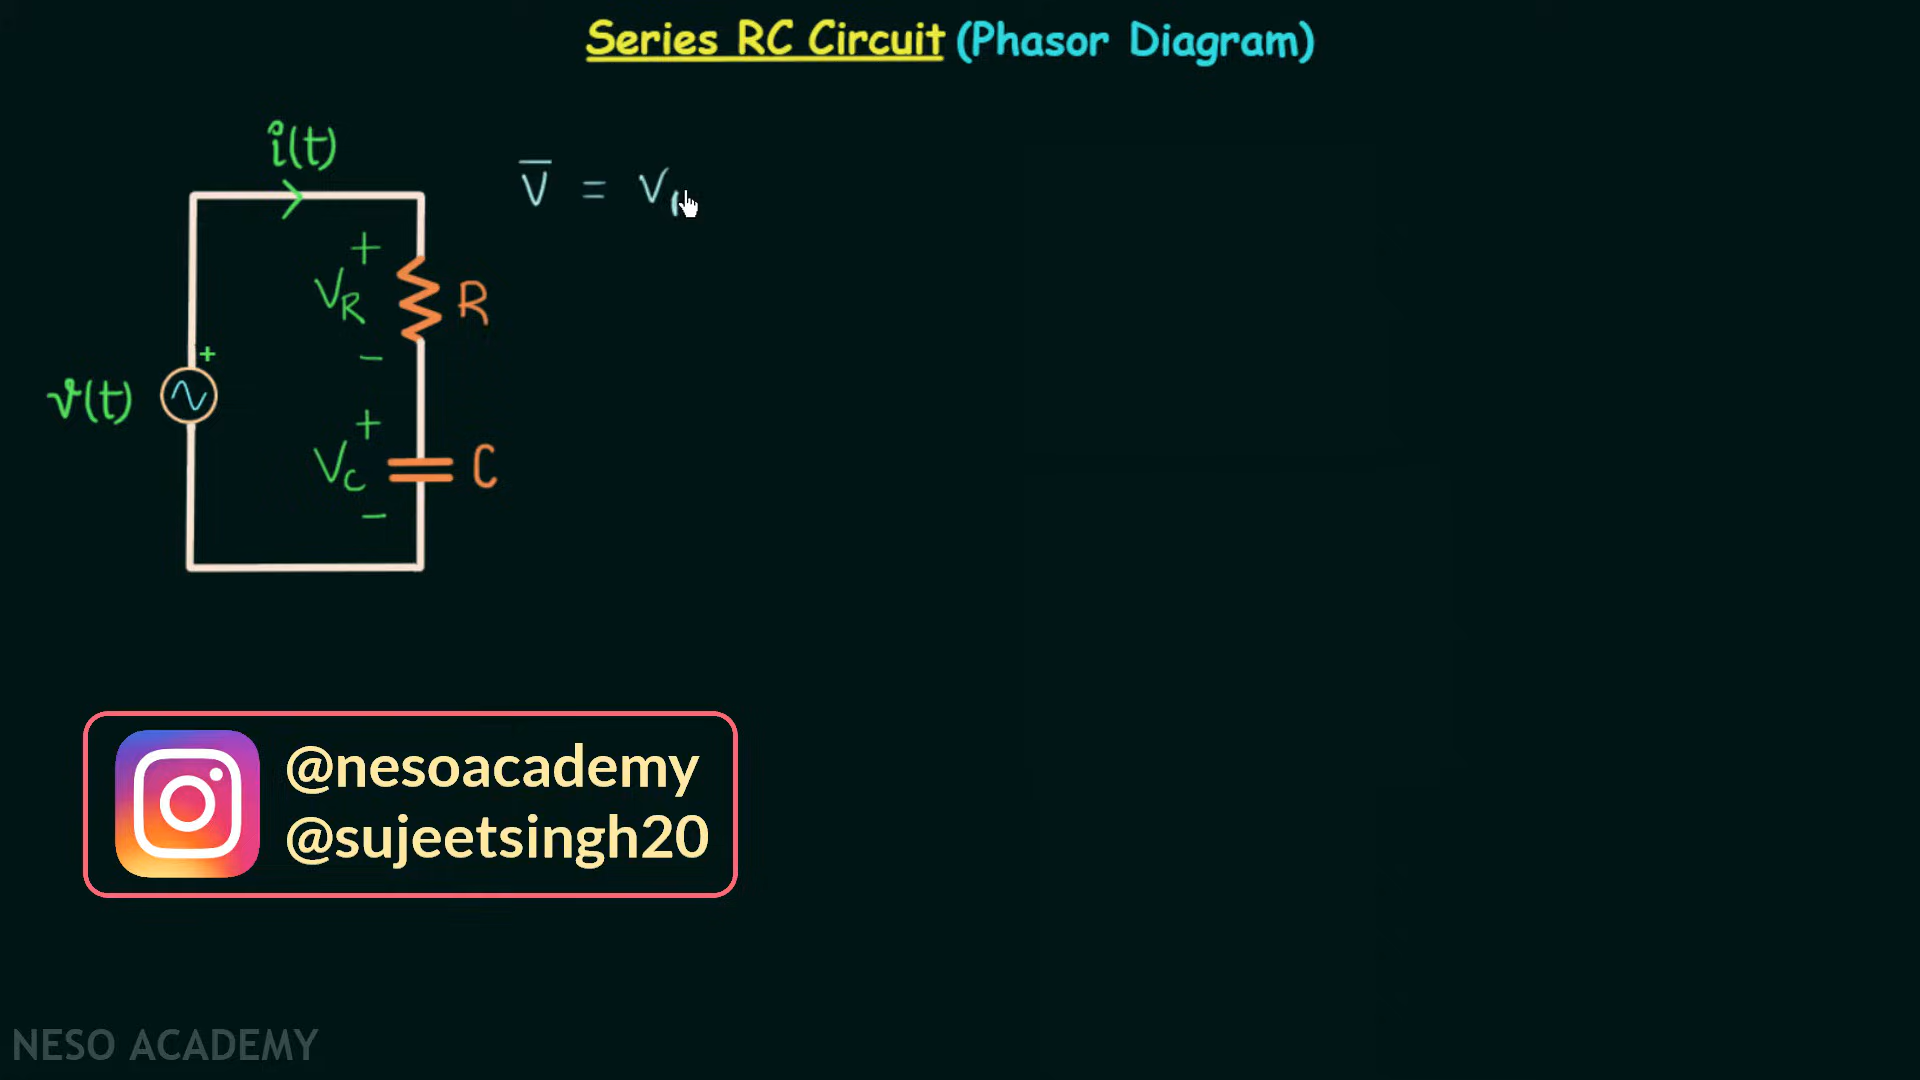 Series RC Circuit (Phasor Diagram)
i(t)
V̅ = V
+
VR
R
−
+
v(t)
+
VC
C
−
@nesoacademy
@sujeetsingh20
NESO ACADEMY